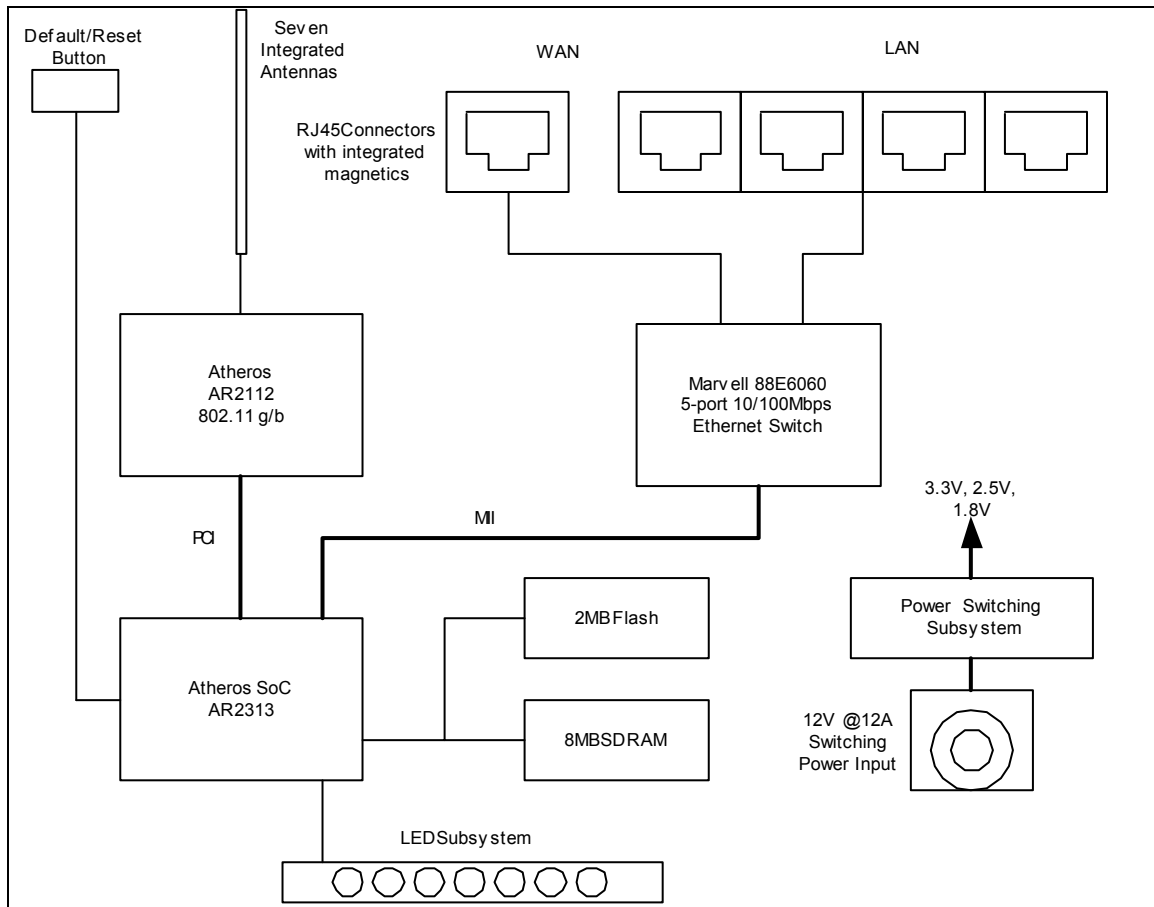 Default/Reset
Button
Seven
Integrated
Antennas
WAN
LAN
RJ45Connectors
with integrated
magnetics
Atheros
AR2112
802.11 g/b
Marvell 88E6060
5-port 10/100Mbps
Ethernet Switch
3.3V, 2.5V,
1.8V
PCI
MII
2MBFlash
Power Switching
Subsystem
Atheros SoC
AR2313
8MBSDRAM
12V @12A
Switching
Power Input
LEDSubsystem